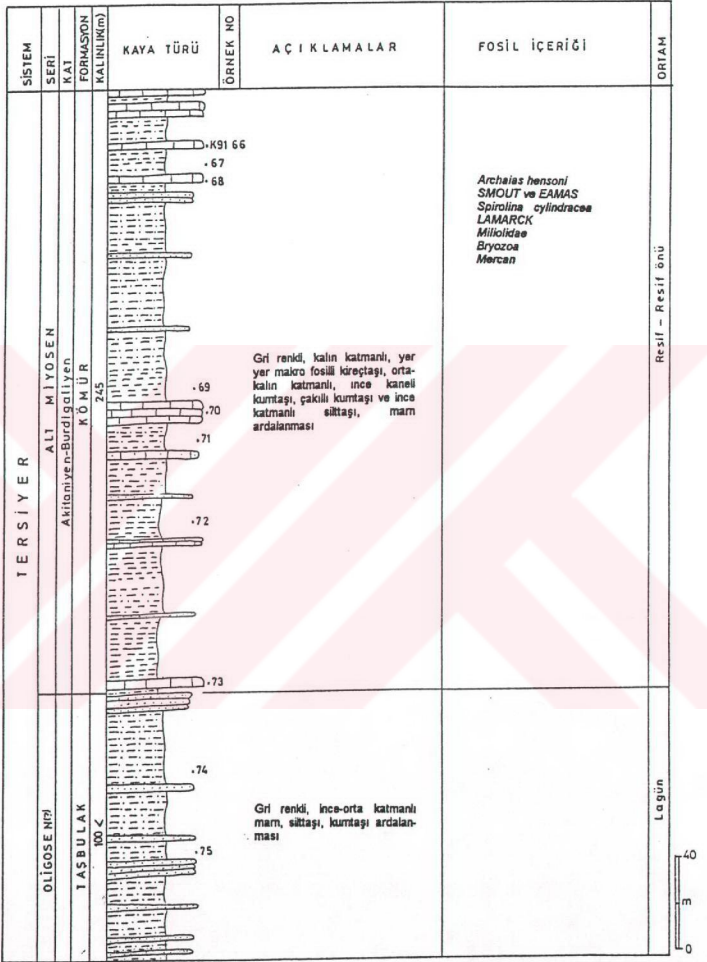 SİSTEM
SERİ
KAT
FORMASYON
KALINLIK(m)
KAYA TÜRÜ
ÖRNEK NO
AÇIKLAMALAR
FOSİL İÇERİĞİ
ORTAM
TERSİYER
ALT MİYOSEN
Akitaniyen-Burdigaliyen
KÖMÜR
245
.K91 66
.67
.68
.69
.70
.71
.72
.73
Gri renkli, kalın katmanlı, yer
yer makro fosilli kireçtaşı, orta-
kalın katmanlı, ince kaneli
kumtaşı, çakıllı kumtaşı ve ince
katmanlı silttaşı, marn
ardalanması
Archaias hensoni
SMOUT ve EAMAS
Spirolina cylindracea
LAMARCK
Miliolidae
Bryozoa
Mercan
Resif - Resif önü
OLİGOSEN(?)
TAŞBULAK
100 <
.74
.75
Gri renkli, ince-orta katmanlı
marn, silttaşı, kumtaşı ardalan-
ması
Lagün
40
m
0